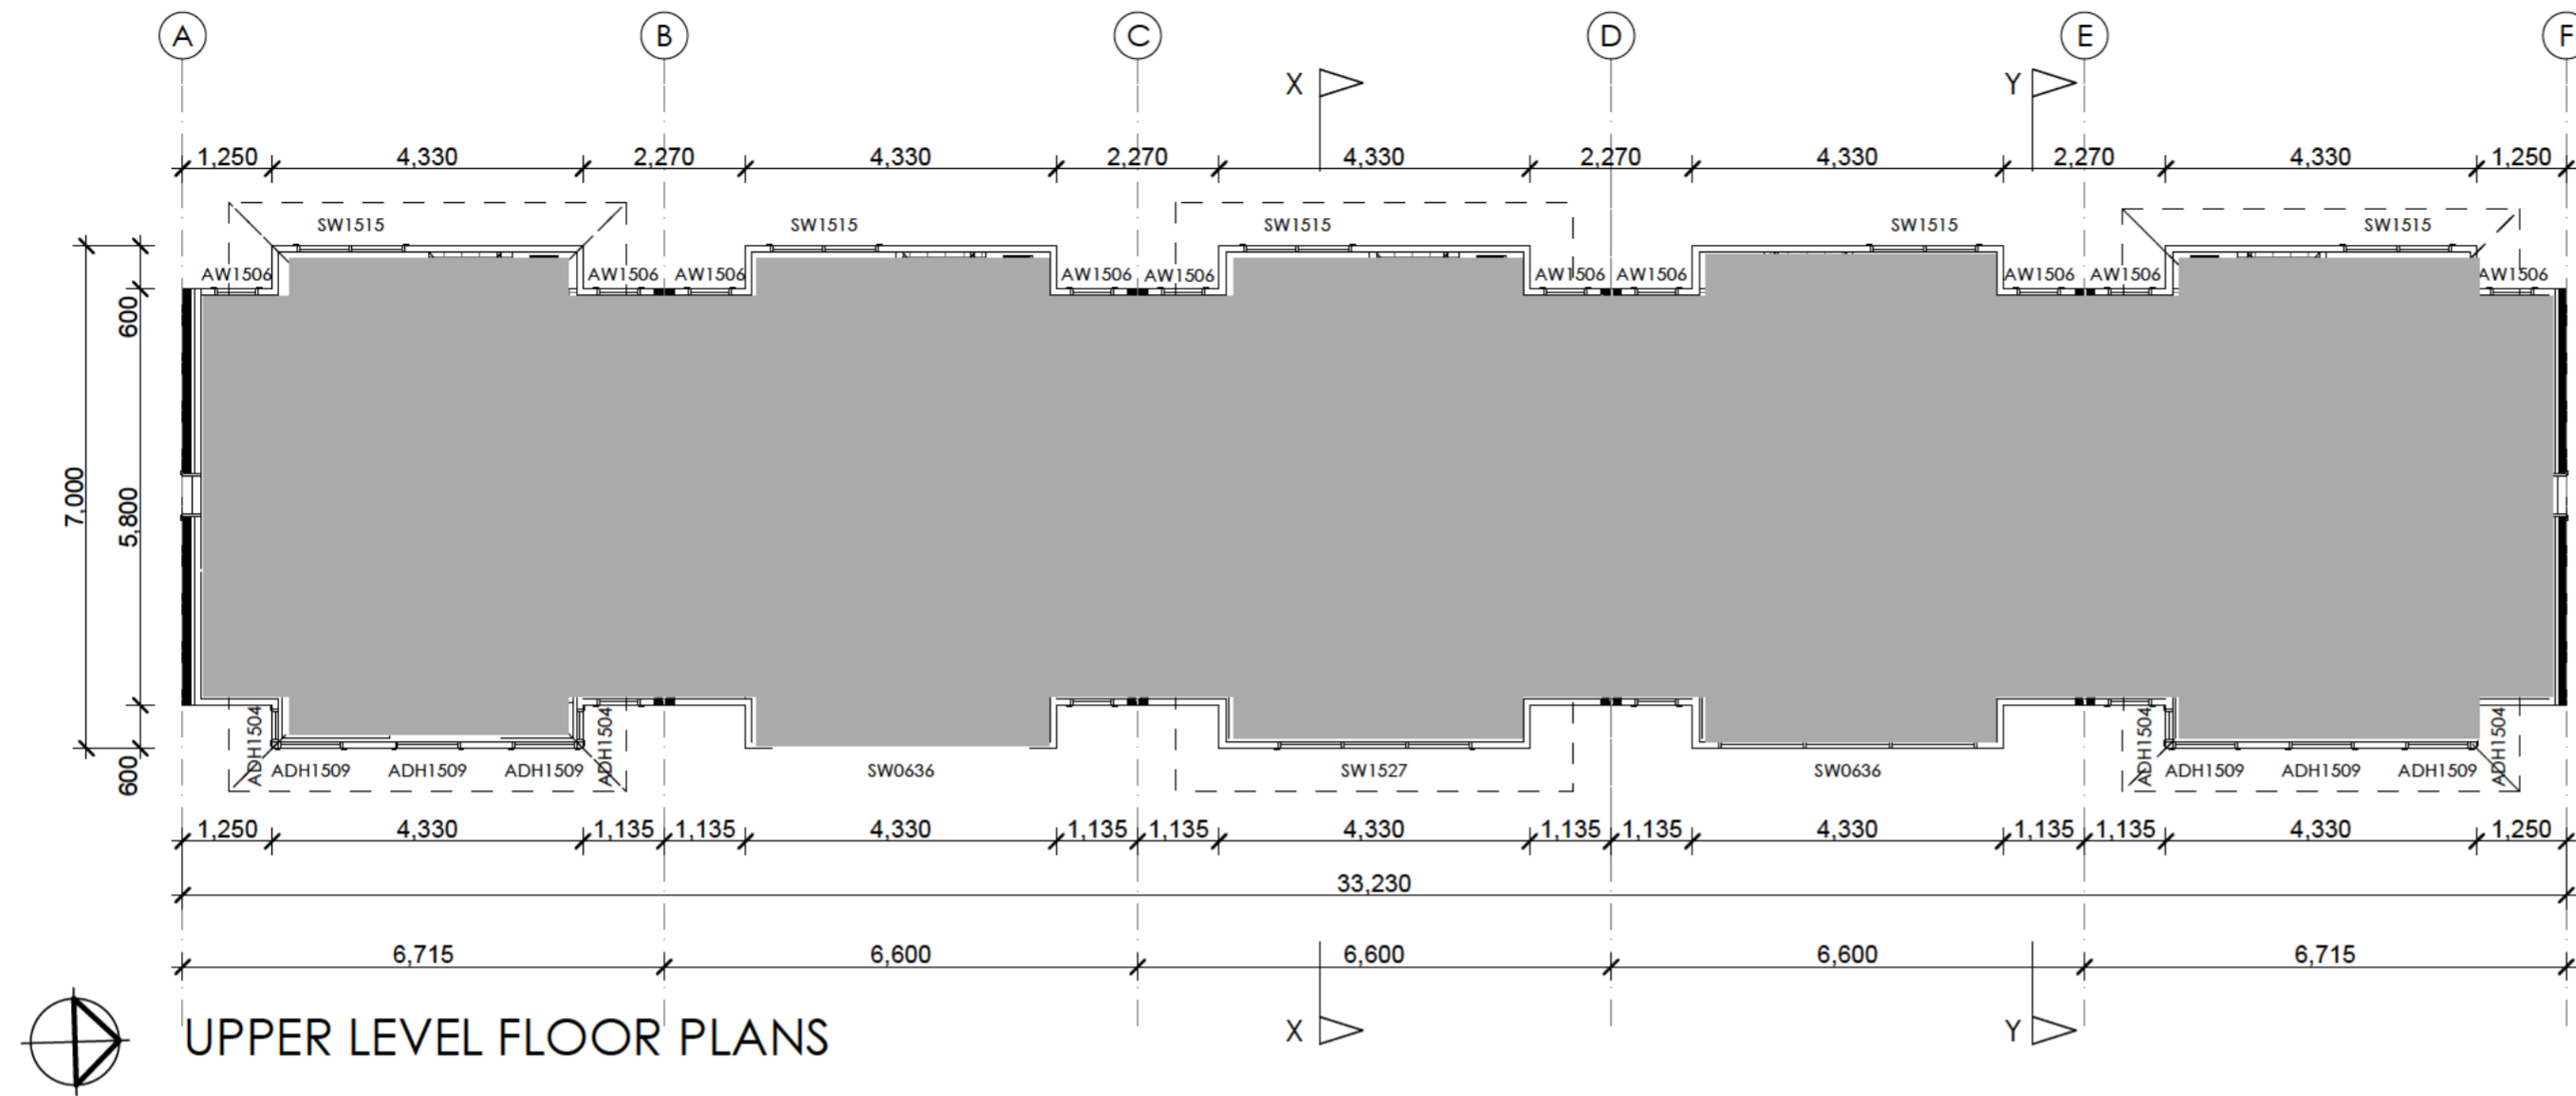 A B C D E F
X Y
1,250 4,330 2,270 4,330 2,270 4,330 2,270 4,330 2,270 4,330 1,250
SW1515 SW1515 SW1515 SW1515 SW1515
AW1506 AW1506 AW1506 AW1506 AW1506 AW1506 AW1506 AW1506 AW1506 AW1506
600
7,000
5,800
600
ADH1504 ADH1504 ADH1504 ADH1504
ADH1509 ADH1509 ADH1509 SW0636 SW1527 SW0636 ADH1509 ADH1509 ADH1509
1,250 4,330 1,135 1,135 4,330 1,135 1,135 4,330 1,135 1,135 4,330 1,135 1,135 4,330 1,250
33,230
6,715 6,600 6,600 6,600 6,715
UPPER LEVEL FLOOR PLANS
X Y